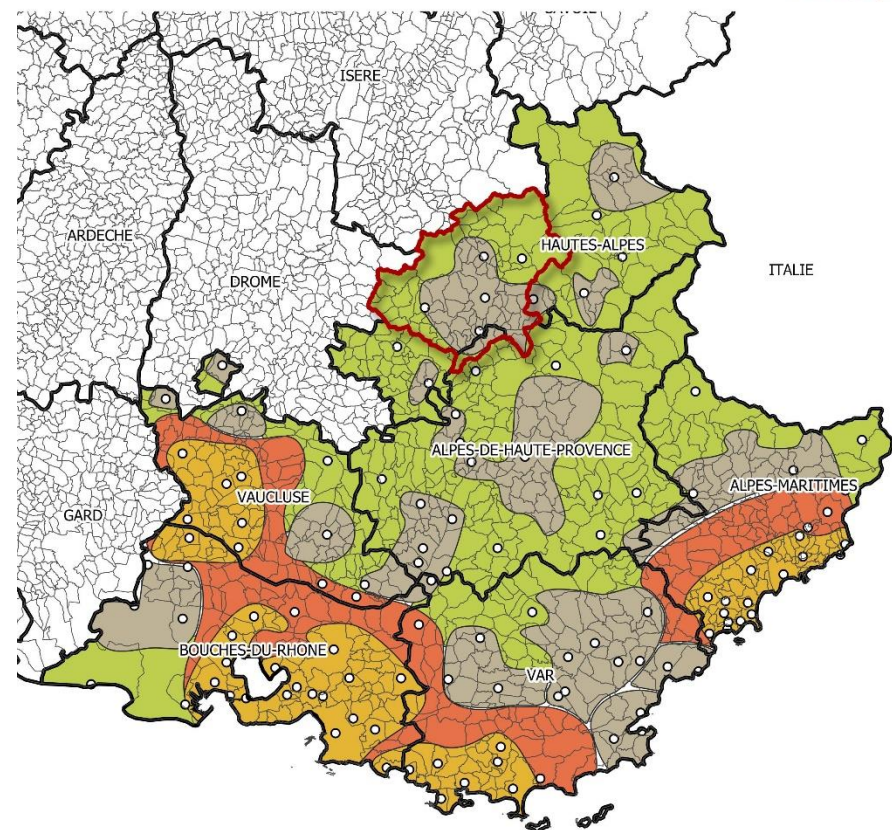 ISERE
ARDECHE
HAUTES-ALPES
ITALIE
DROME
ALPES-DE-HAUTE-PROVENCE
ALPES-MARITIMES
VAUCLUSE
GARD
BOUCHES-DU-RHONE
VAR